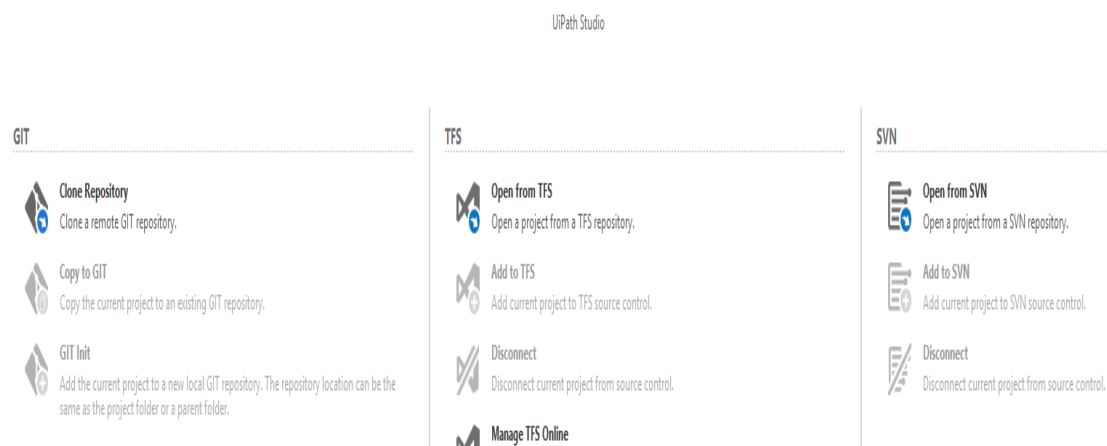 UiPath Studio
GIT
Clone Repository
Clone a remote GIT repository.
Copy to GIT
Copy the current project to an existing GIT repository.
GIT Init
Add the current project to a new local GIT repository. The repository location can be the
same as the project folder or a parent folder.
TFS
Open from TFS
Open a project from a TFS repository.
Add to TFS
Add current project to TFS source control.
Disconnect
Disconnect current project from source control.
Manage TFS Online
SVN
Open from SVN
Open a project from a SVN repository.
Add to SVN
Add current project to SVN source control.
Disconnect
Disconnect current project from source control.